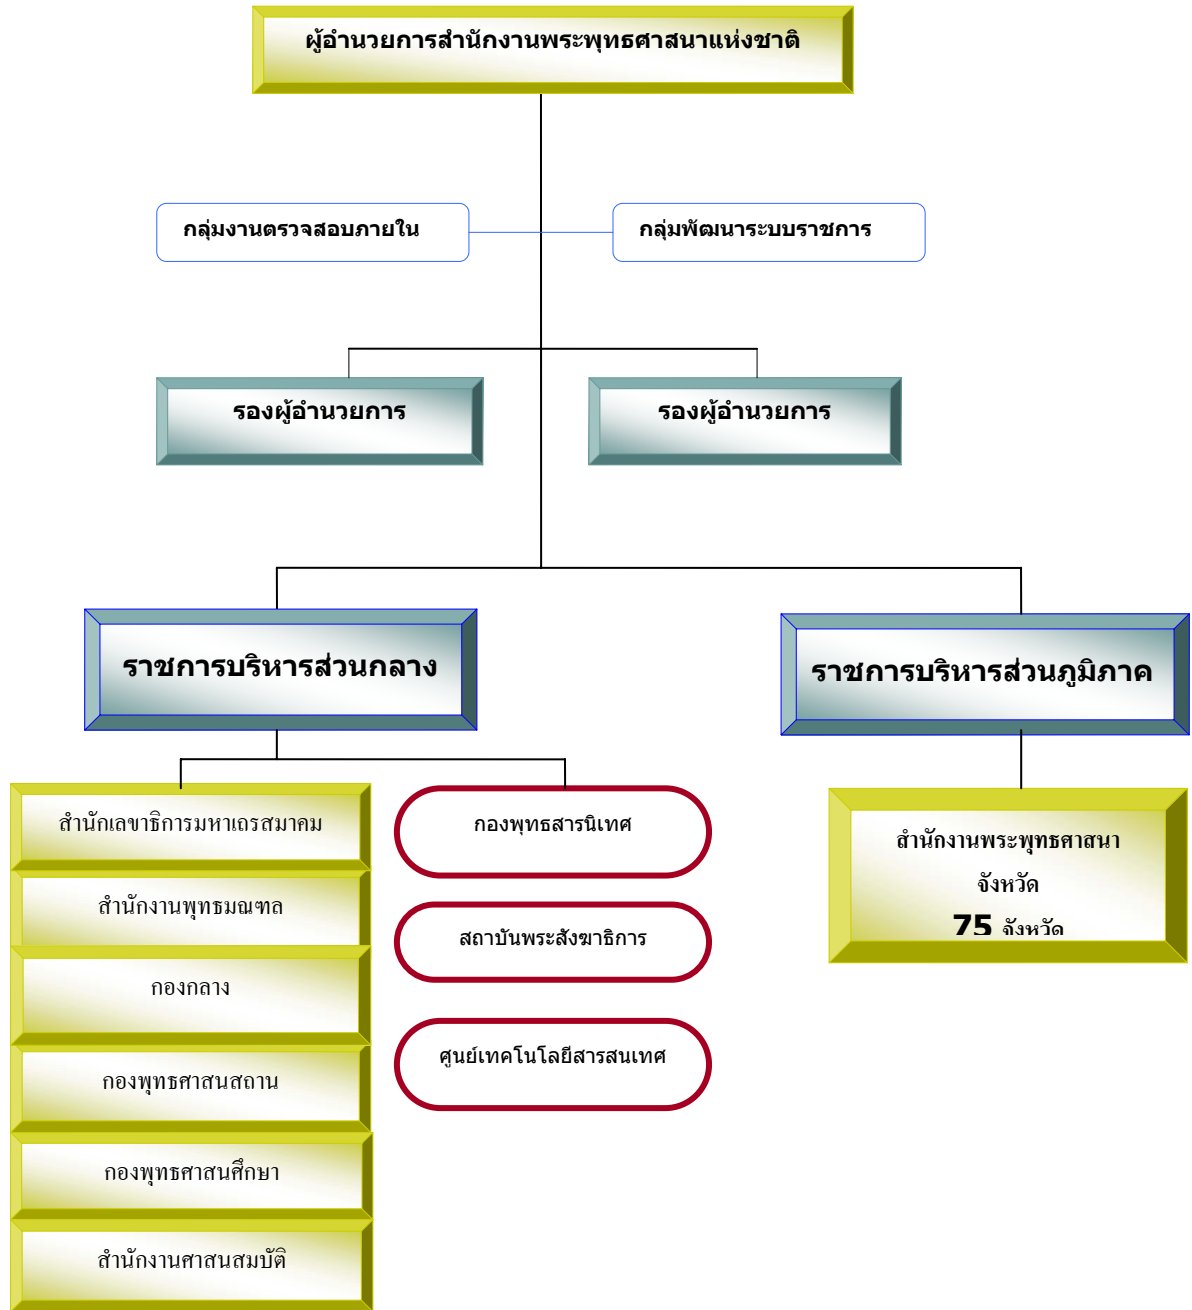 ผู้อำนวยการสำนักงานพระพุทธศาสนาแห่งชาติ
กลุ่มงานตรวจสอบภายใน
กลุ่มพัฒนาระบบราชการ
รองผู้อำนวยการ
รองผู้อำนวยการ
ราชการบริหารส่วนกลาง
ราชการบริหารส่วนภูมิภาค
สำนักเลขาธิการมหาเถรสมาคม
สำนักงานพุทธมณฑล
กองกลาง
กองพุทธศาสนสถาน
กองพุทธศาสนศึกษา
สำนักงานศาสนสมบัติ
กองพุทธสารนิเทศ
สถาบันพระสังฆาธิการ
ศูนย์เทคโนโลยีสารสนเทศ
สำนักงานพระพุทธศาสนา
จังหวัด
75 จังหวัด